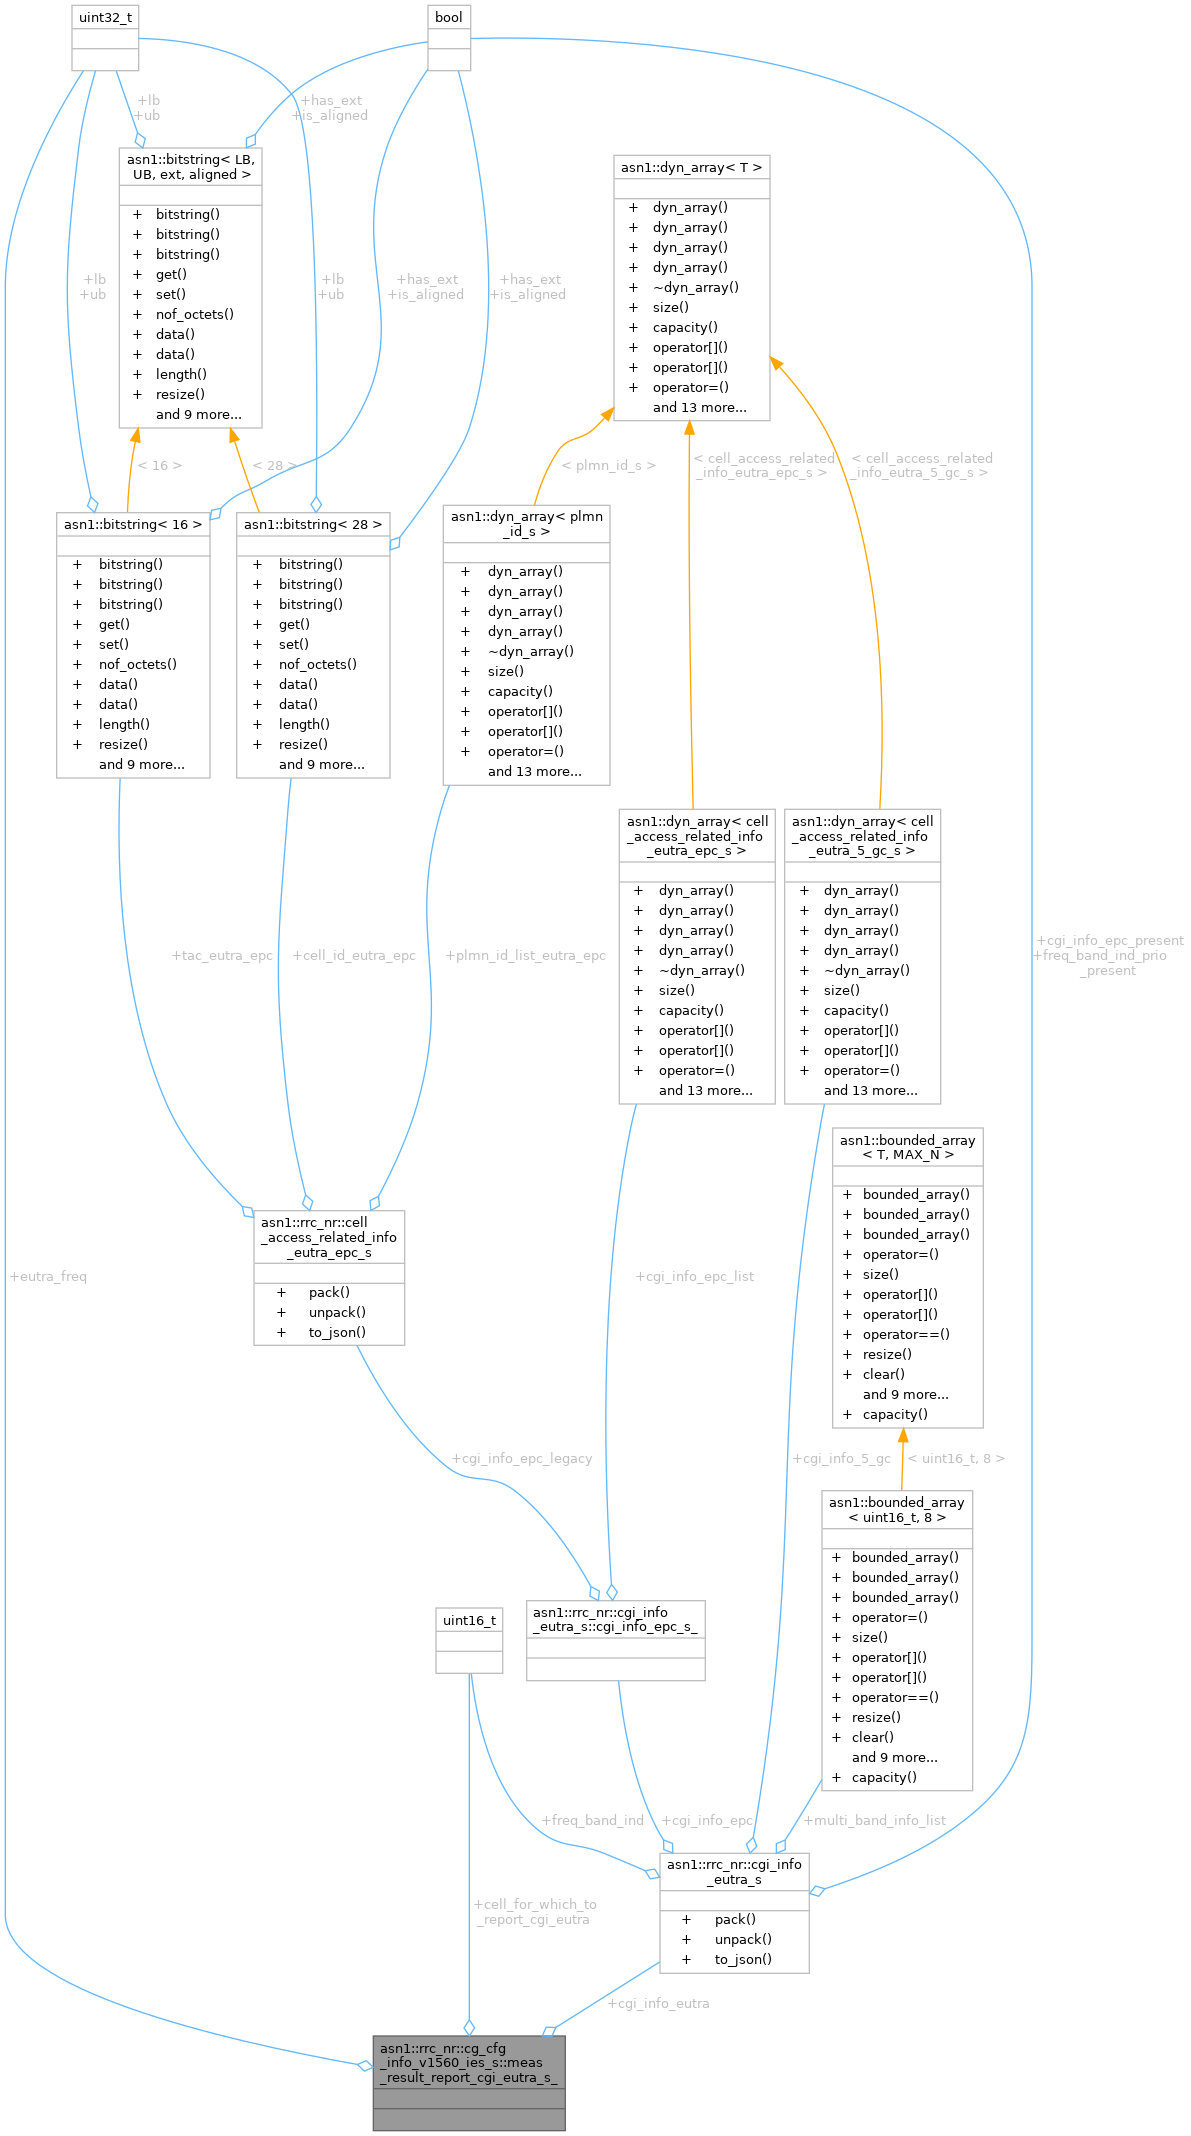 uint32_t
bool
+lb
+ub
+has_ext
+is_aligned
asn1::bitstring< LB,
UB, ext, aligned >
+ bitstring()
+ bitstring()
+ bitstring()
+ get()
+ set()
+ nof_octets()
+ data()
+ data()
+ length()
+ resize()
and 9 more...
asn1::dyn_array< T >
+ dyn_array()
+ dyn_array()
+ dyn_array()
+ dyn_array()
+ ~dyn_array()
+ size()
+ capacity()
+ operator[]()
+ operator[]()
+ operator=()
and 13 more...
+lb
+ub
+lb
+ub
+has_ext
+is_aligned
+has_ext
+is_aligned
< 16 >
< 28 >
< plmn_id_s >
< cell_access_related
_info_eutra_epc_s >
< cell_access_related
_info_eutra_5_gc_s >
asn1::bitstring< 16 >
+ bitstring()
+ bitstring()
+ bitstring()
+ get()
+ set()
+ nof_octets()
+ data()
+ data()
+ length()
+ resize()
and 9 more...
asn1::bitstring< 28 >
+ bitstring()
+ bitstring()
+ bitstring()
+ get()
+ set()
+ nof_octets()
+ data()
+ data()
+ length()
+ resize()
and 9 more...
asn1::dyn_array< plmn
_id_s >
+ dyn_array()
+ dyn_array()
+ dyn_array()
+ dyn_array()
+ ~dyn_array()
+ size()
+ capacity()
+ operator[]()
+ operator[]()
+ operator=()
and 13 more...
asn1::dyn_array< cell
_access_related_info
_eutra_epc_s >
+ dyn_array()
+ dyn_array()
+ dyn_array()
+ dyn_array()
+ ~dyn_array()
+ size()
+ capacity()
+ operator[]()
+ operator[]()
+ operator=()
and 13 more...
asn1::dyn_array< cell
_access_related_info
_eutra_5_gc_s >
+ dyn_array()
+ dyn_array()
+ dyn_array()
+ dyn_array()
+ ~dyn_array()
+ size()
+ capacity()
+ operator[]()
+ operator[]()
+ operator=()
and 13 more...
+tac_eutra_epc
+cell_id_eutra_epc
+plmn_id_list_eutra_epc
+cgi_info_epc_present
+freq_band_ind_prio
_present
asn1::bounded_array
< T, MAX_N >
+ bounded_array()
+ bounded_array()
+ bounded_array()
+ operator=()
+ size()
+ operator[]()
+ operator[]()
+ operator==()
+ resize()
+ clear()
and 9 more...
+ capacity()
asn1::rrc_nr::cell
_access_related_info
_eutra_epc_s
+ pack()
+ unpack()
+ to_json()
+eutra_freq
+cgi_info_epc_list
+cgi_info_epc_legacy
+cgi_info_5_gc
< uint16_t, 8 >
asn1::bounded_array
< uint16_t, 8 >
+ bounded_array()
+ bounded_array()
+ bounded_array()
+ operator=()
+ size()
+ operator[]()
+ operator[]()
+ operator==()
+ resize()
+ clear()
and 9 more...
+ capacity()
uint16_t
asn1::rrc_nr::cgi_info
_eutra_s::cgi_info_epc_s_
+freq_band_ind
+cgi_info_epc
+multi_band_info_list
asn1::rrc_nr::cgi_info
_eutra_s
+ pack()
+ unpack()
+ to_json()
+cell_for_which_to
_report_cgi_eutra
+cgi_info_eutra
asn1::rrc_nr::cg_cfg
_info_v1560_ies_s::meas
_result_report_cgi_eutra_s_